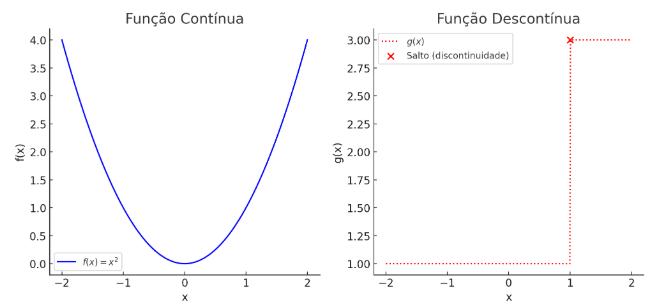 Função Contínua
4.0
3.5
3.0
2.5
2.0
1.5
1.0
0.5
0.0
f(x)
f(x) = x²
−2 −1 0 1 2
x
Função Descontínua
g(x)
Salto (discontinuidade)
3.00
2.75
2.50
2.25
2.00
1.75
1.50
1.25
1.00
g(x)
−2 −1 0 1 2
x